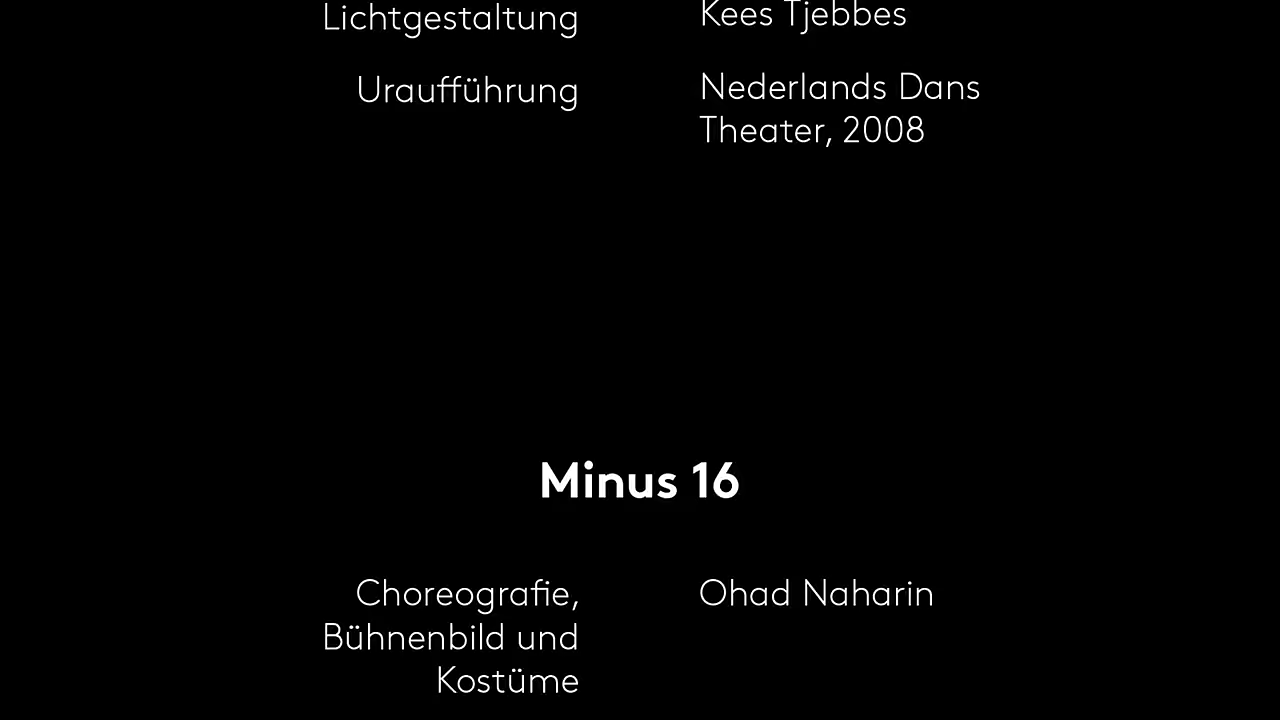 Lichtgestaltung Kees Tjebbes
Uraufführung Nederlands Dans
Theater, 2008
Minus 16
Choreografie, Ohad Naharin
Bühnenbild und
Kostüme